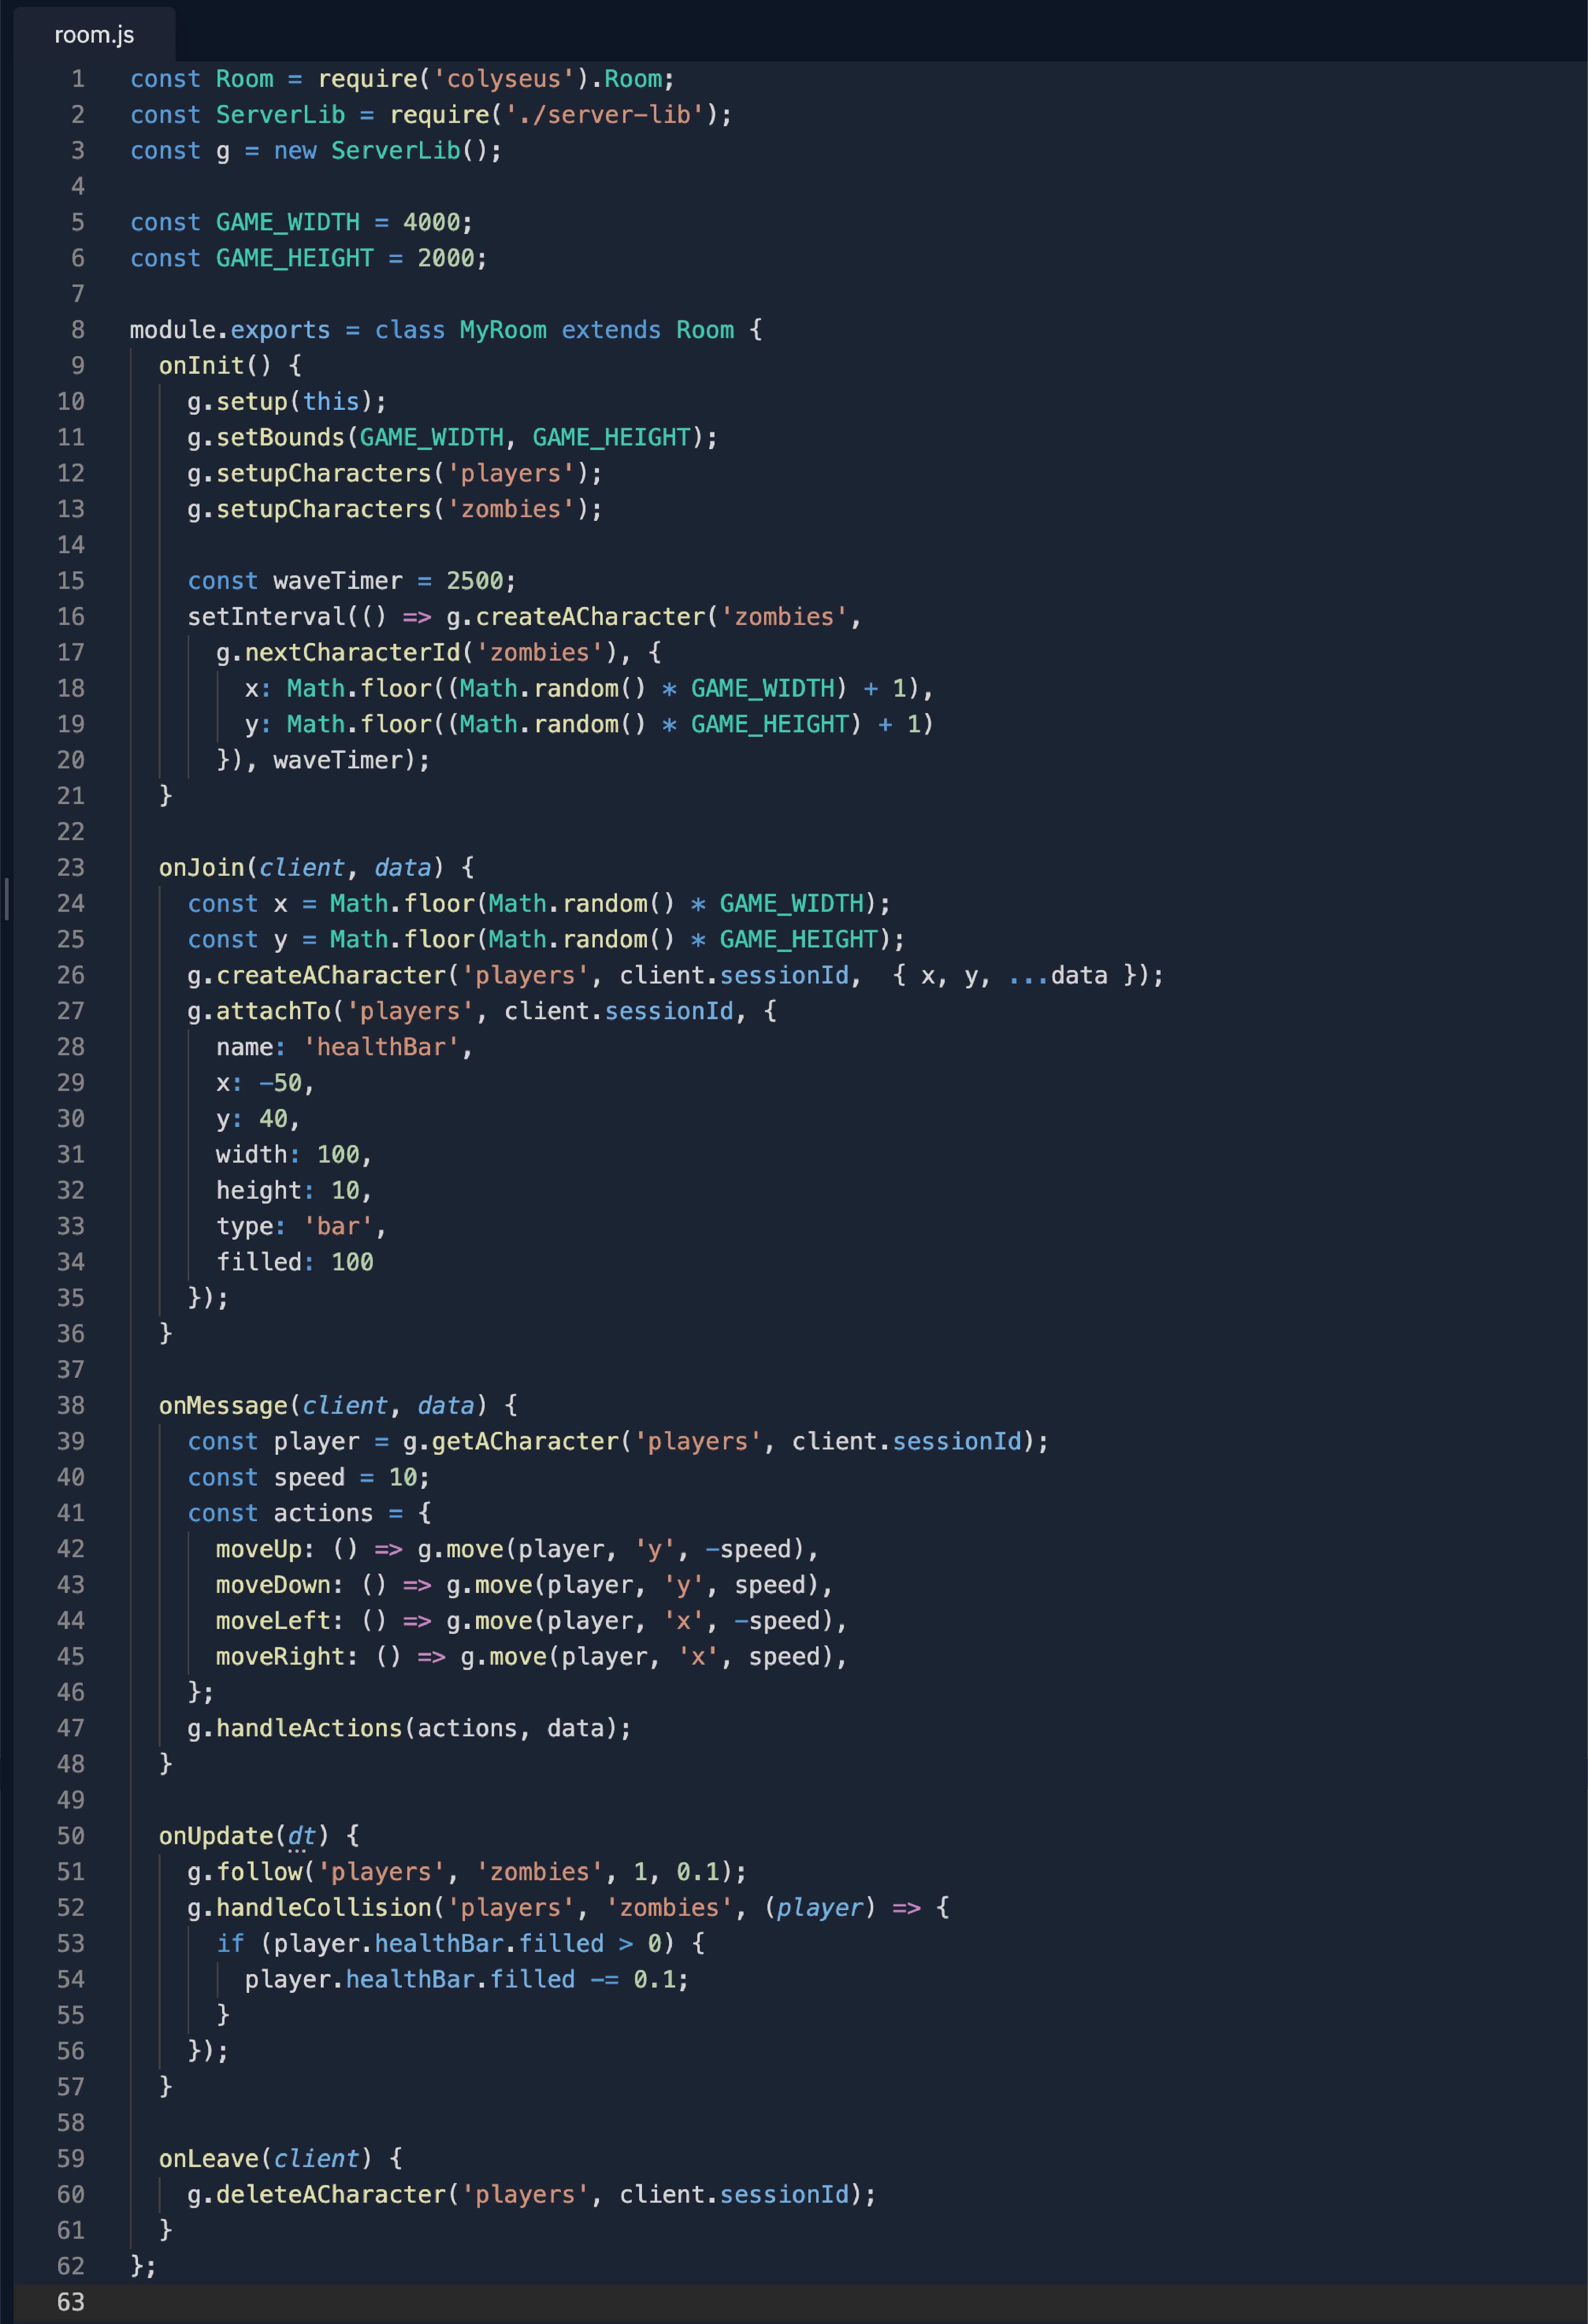 room.js
1 const Room = require('colyseus').Room;
2 const ServerLib = require('./server-lib');
3 const g = new ServerLib();
4
5 const GAME_WIDTH = 4000;
6 const GAME_HEIGHT = 2000;
7
8 module.exports = class MyRoom extends Room {
9   onInit() {
10     g.setup(this);
11     g.setBounds(GAME_WIDTH, GAME_HEIGHT);
12     g.setupCharacters('players');
13     g.setupCharacters('zombies');
14
15     const waveTimer = 2500;
16     setInterval(() => g.createACharacter('zombies',
17       g.nextCharacterId('zombies'), {
18         x: Math.floor((Math.random() * GAME_WIDTH) + 1),
19         y: Math.floor((Math.random() * GAME_HEIGHT) + 1)
20       }), waveTimer);
21   }
22
23   onJoin(client, data) {
24     const x = Math.floor(Math.random() * GAME_WIDTH);
25     const y = Math.floor(Math.random() * GAME_HEIGHT);
26     g.createACharacter('players', client.sessionId,  { x, y, ...data });
27     g.attachTo('players', client.sessionId, {
28       name: 'healthBar',
29       x: -50,
30       y: 40,
31       width: 100,
32       height: 10,
33       type: 'bar',
34       filled: 100
35     });
36   }
37
38   onMessage(client, data) {
39     const player = g.getACharacter('players', client.sessionId);
40     const speed = 10;
41     const actions = {
42       moveUp: () => g.move(player, 'y', -speed),
43       moveDown: () => g.move(player, 'y', speed),
44       moveLeft: () => g.move(player, 'x', -speed),
45       moveRight: () => g.move(player, 'x', speed),
46     };
47     g.handleActions(actions, data);
48   }
49
50   onUpdate(dt) {
51     g.follow('players', 'zombies', 1, 0.1);
52     g.handleCollision('players', 'zombies', (player) => {
53       if (player.healthBar.filled > 0) {
54         player.healthBar.filled -= 0.1;
55       }
56     });
57   }
58
59   onLeave(client) {
60     g.deleteACharacter('players', client.sessionId);
61   }
62 };
63